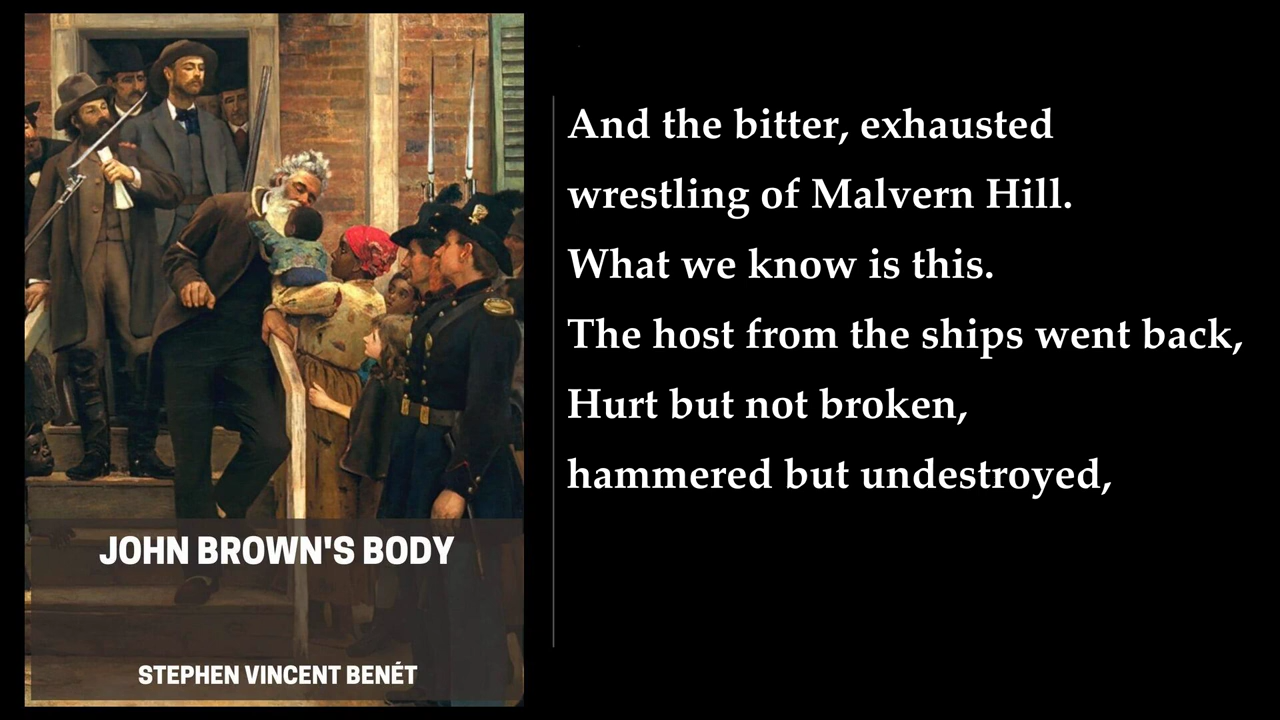 JOHN BROWN'S BODY
STEPHEN VINCENT BENÉT
And the bitter, exhausted
wrestling of Malvern Hill.
What we know is this.
The host from the ships went back,
Hurt but not broken,
hammered but undestroyed,